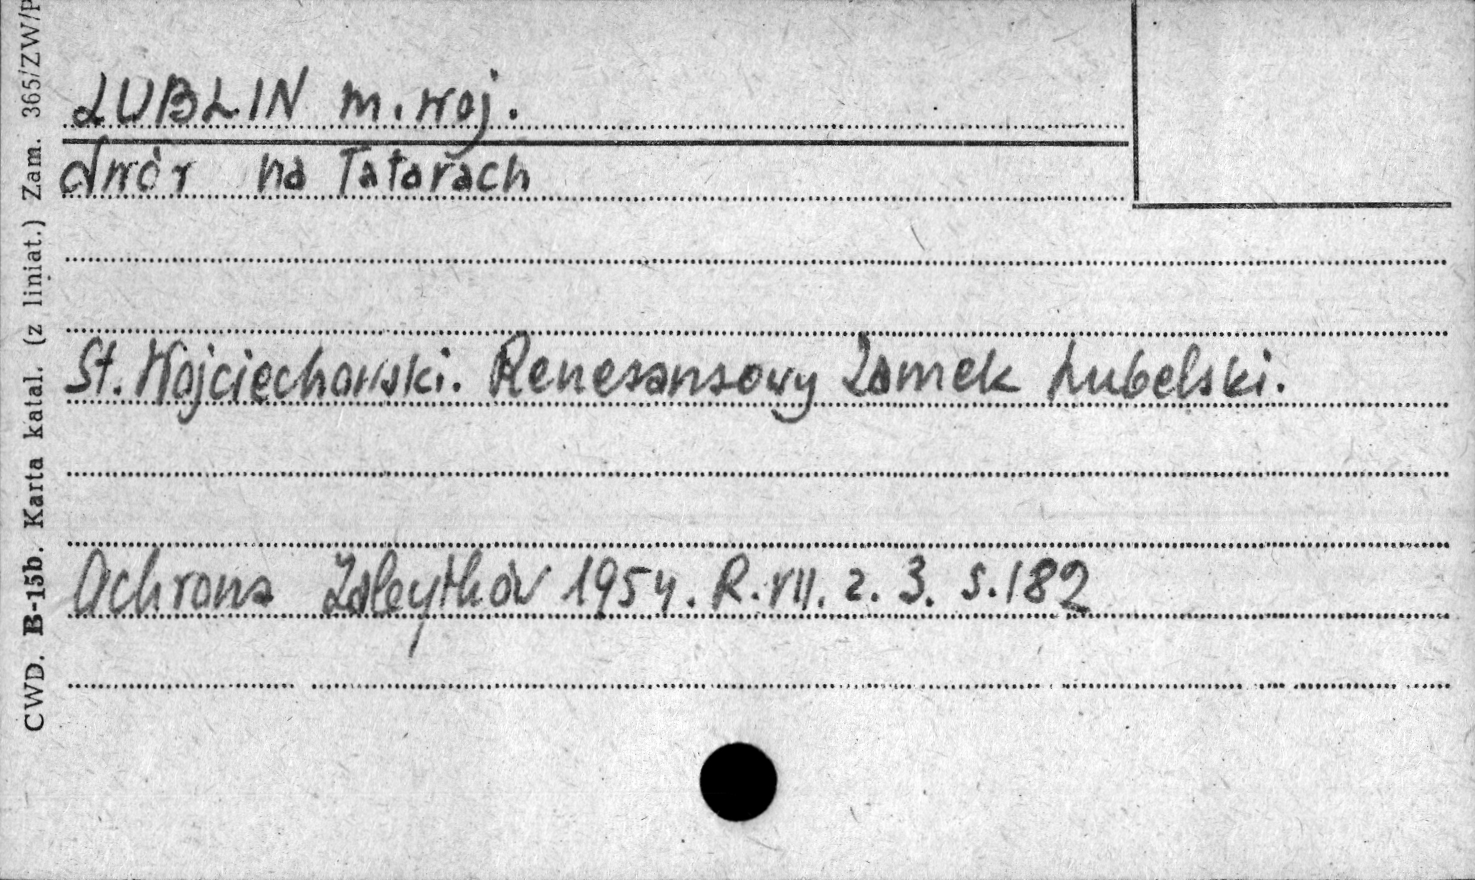 LUBLIN m. woj.
dwór na Tatarach
St. Wojciechowski. Renesansowy Zamek Lubelski.
Ochrona Zabytków 1954. R. VII. z. 3. s. 182
CWD. B-15b. Karta katal. (z liniat.) Zam. 365/ZW/P